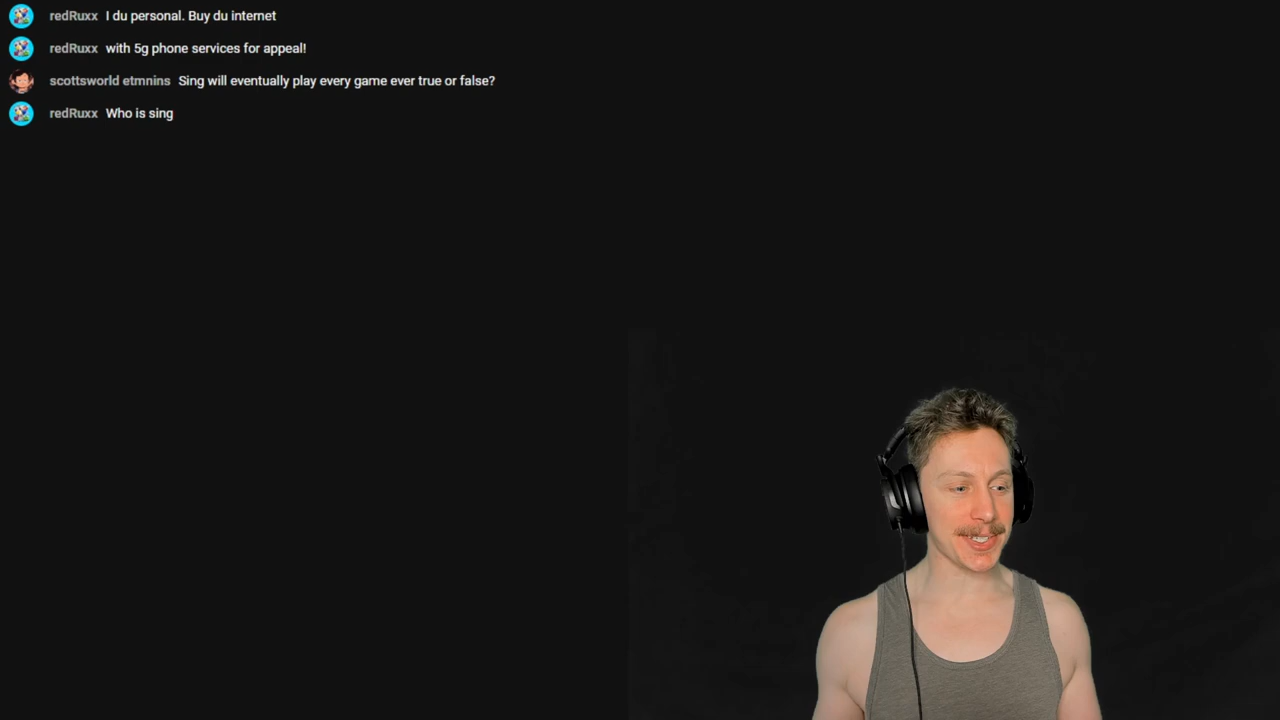 redRuxx I du personal. Buy du internet
redRuxx with 5g phone services for appeal!
scottsworld etmnins Sing will eventually play every game ever true or false?
redRuxx Who is sing